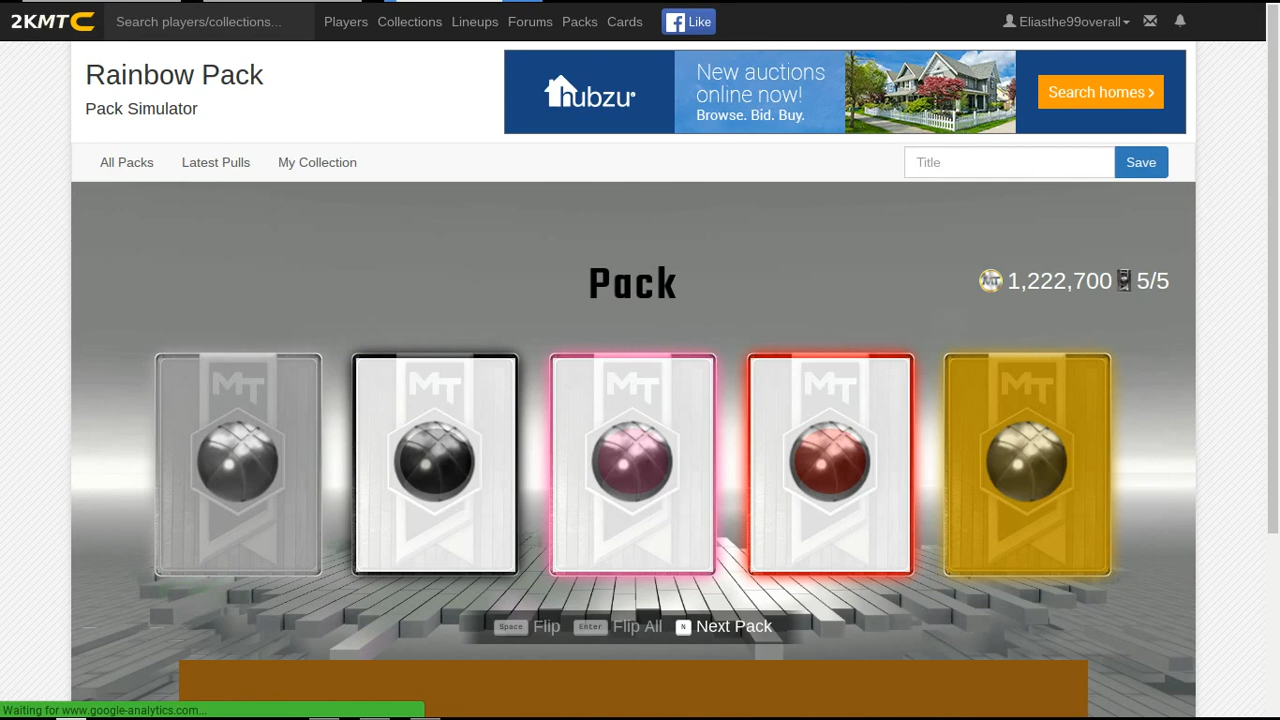 2KMTC Search players/collections... Players Collections Lineups Forums Packs Cards Like Eliasthe99overall
Rainbow Pack
Pack Simulator
hubzu
New auctions
online now!
Browse. Bid. Buy.
Search homes
All Packs Latest Pulls My Collection Title Save
Pack
MT 1,222,700 5/5
MT MT MT MT MT
Space Flip Enter Flip All N Next Pack
Waiting for www.google-analytics.com...